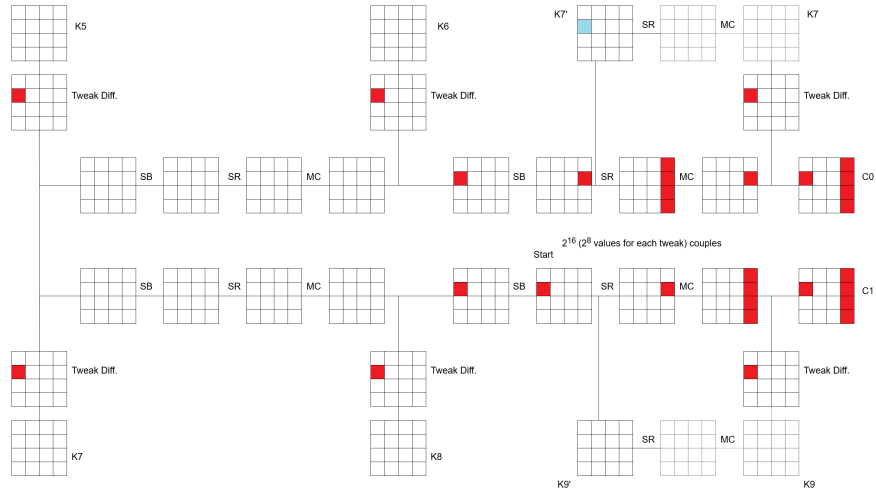 K5
K6
K7'
SR
MC
K7
Tweak Diff.
Tweak Diff.
Tweak Diff.
SB
SR
MC
SB
SR
MC
C0
2^16 (2^8 values for each tweak) couples
Start
SB
SR
MC
SB
SR
MC
C1
Tweak Diff.
Tweak Diff.
Tweak Diff.
K7
K8
SR
MC
K9'
K9